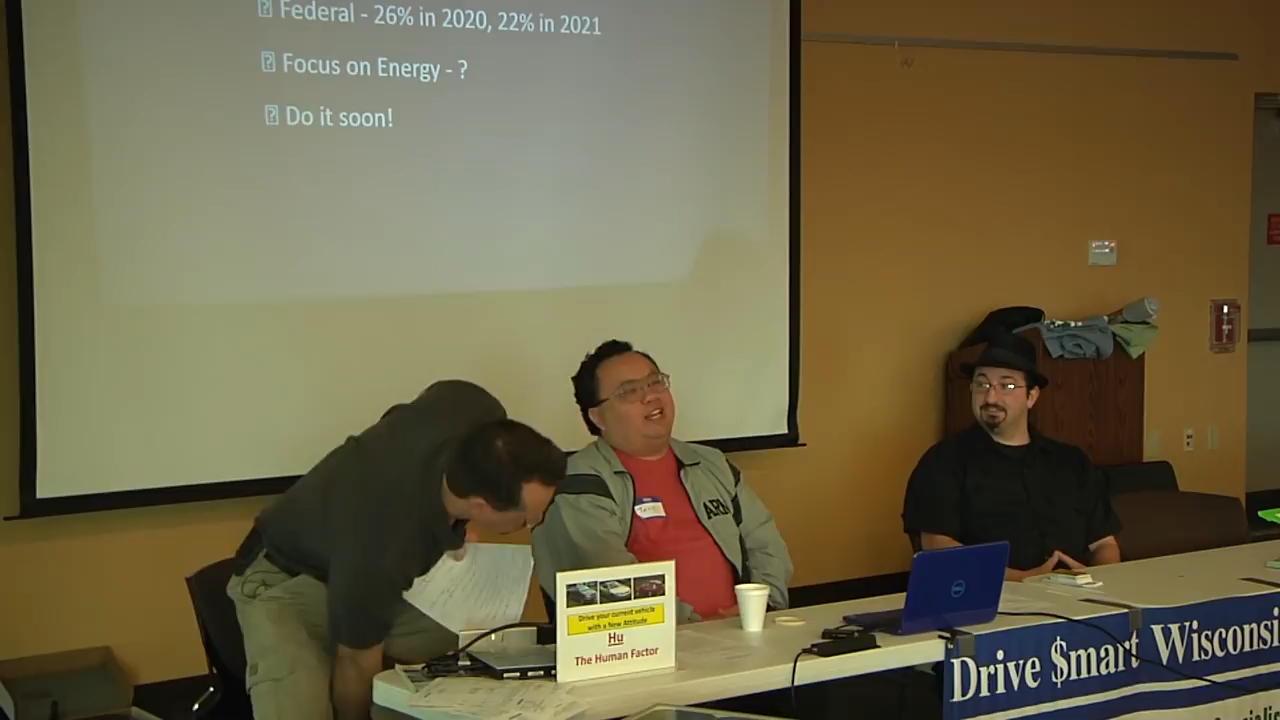 Federal - 26% in 2020, 22% in 2021
Focus on Energy - ?
Do it soon!
AR
DELL
Drive your current vehicle
with a New Attitude
Hu
The Human Factor
Drive $mart Wisconsi